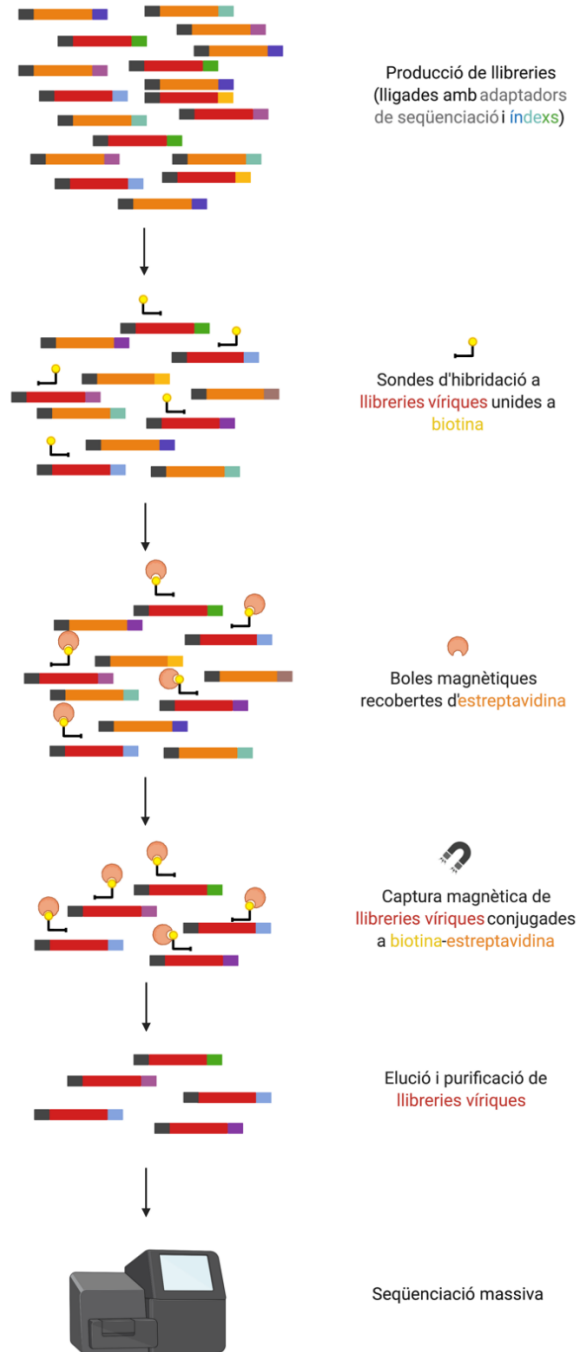 Producció de llibreries
(lligades amb adaptadors
de seqüenciació i índexs)
Sondes d'hibridació a
llibreries víriques unides a
biotina
Boles magnètiques
recobertes d'estreptavidina
Captura magnètica de
llibreries víriques conjugades
a biotina-estreptavidina
Elució i purificació de
llibreries víriques
Seqüenciació massiva